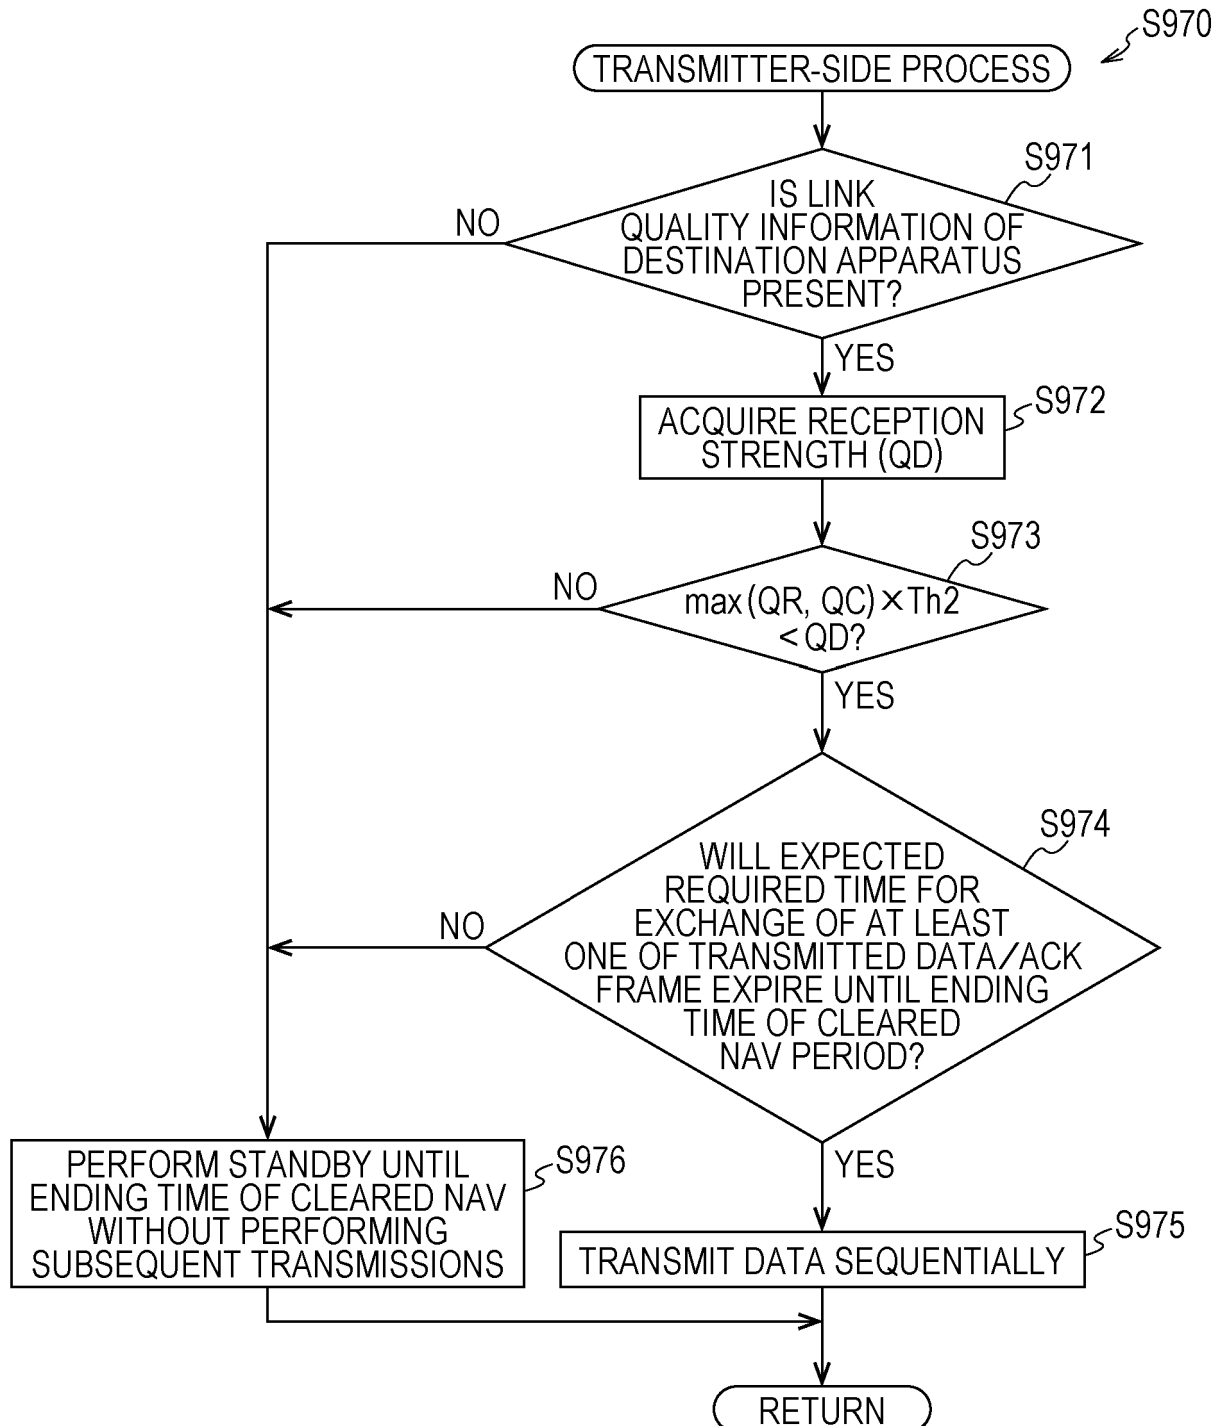 S970
TRANSMITTER-SIDE PROCESS
S971
IS LINK
QUALITY INFORMATION OF
DESTINATION APPARATUS
PRESENT?
NO
YES
S972
ACQUIRE RECEPTION
STRENGTH (QD)
S973
max (QR, QC) × Th2
< QD?
NO
YES
S974
WILL EXPECTED
REQUIRED TIME FOR
EXCHANGE OF AT LEAST
ONE OF TRANSMITTED DATA/ACK
FRAME EXPIRE UNTIL ENDING
TIME OF CLEARED
NAV PERIOD?
NO
YES
S976
PERFORM STANDBY UNTIL
ENDING TIME OF CLEARED NAV
WITHOUT PERFORMING
SUBSEQUENT TRANSMISSIONS
S975
TRANSMIT DATA SEQUENTIALLY
RETURN